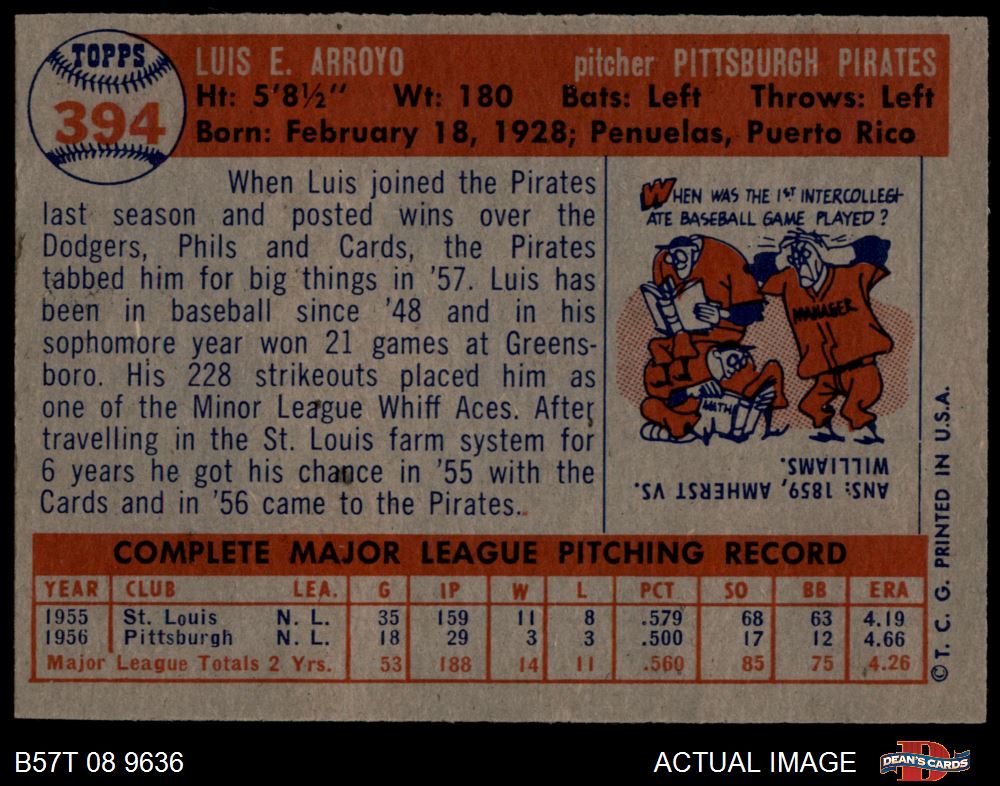 TOPPS
394
LUIS E. ARROYO pitcher PITTSBURGH PIRATES
Ht: 5'8½" Wt: 180 Bats: Left Throws: Left
Born: February 18, 1928; Penuelas, Puerto Rico
When Luis joined the Pirates
last season and posted wins over the
Dodgers, Phils and Cards, the Pirates
tabbed him for big things in '57. Luis has
been in baseball since '48 and in his
sophomore year won 21 games at Greens-
boro. His 228 strikeouts placed him as
one of the Minor League Whiff Aces. After
travelling in the St. Louis farm system for
6 years he got his chance in '55 with the
Cards and in '56 came to the Pirates.
WHEN WAS THE 1ST INTERCOLLEGI-
ATE BASEBALL GAME PLAYED?
MANAGER
MATH
ANS: 1859, AMHERST VS.
WILLIAMS.
COMPLETE MAJOR LEAGUE PITCHING RECORD
YEAR CLUB LEA. G IP W L PCT SO BB ERA
1955 St. Louis N. L. 35 159 11 8 .579 68 63 4.19
1956 Pittsburgh N. L. 18 29 3 3 .500 17 12 4.66
Major League Totals 2 Yrs. 53 188 14 11 .560 85 75 4.26
© T. C. G. PRINTED IN U.S.A.
B57T 08 9636 ACTUAL IMAGE
DEAN'S CARDS